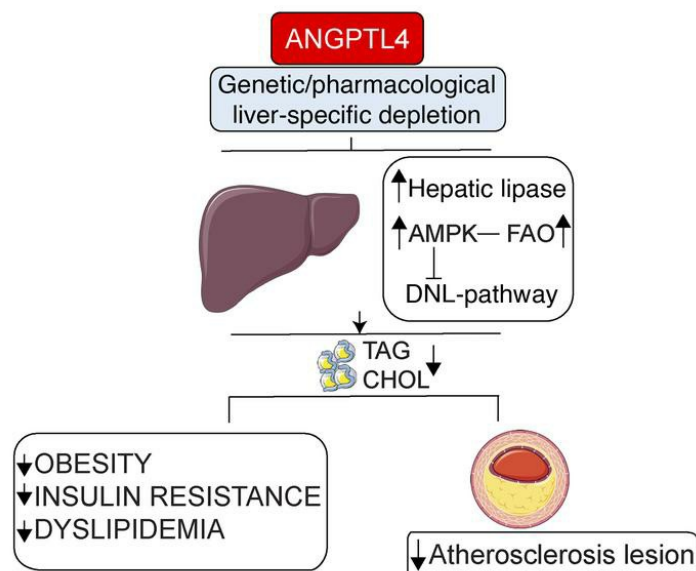 ANGPTL4
Genetic/pharmacological
liver-specific depletion
↑Hepatic lipase
↑AMPK— FAO↑
DNL-pathway
TAG
CHOL↓
↓OBESITY
↓INSULIN RESISTANCE
↓DYSLIPIDEMIA
↓Atherosclerosis lesion